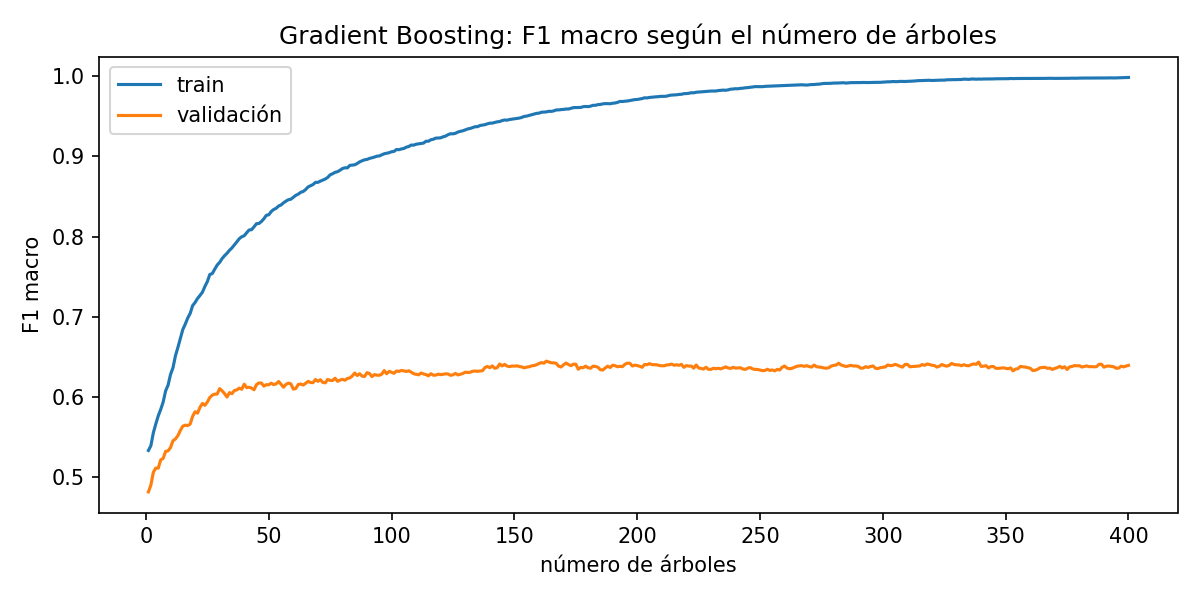 Gradient Boosting: F1 macro según el número de árboles
train
validación
F1 macro
1.0
0.9
0.8
0.7
0.6
0.5
0 50 100 150 200 250 300 350 400
número de árboles